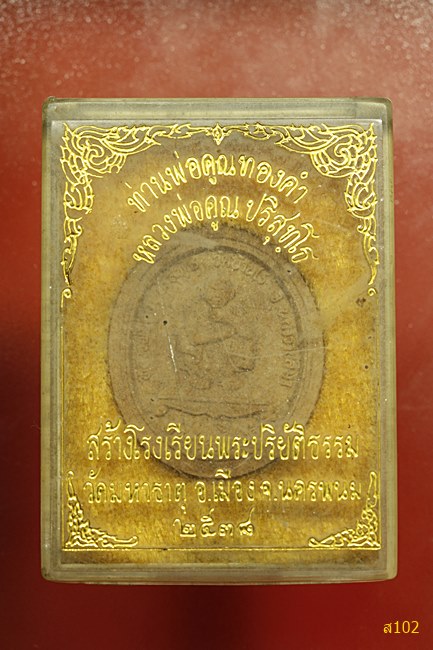 ท่านพ่อคูณทองคำ
หลวงพ่อคูณ ปริสุทฺโธ
สร้างโรงเรียนพระปริยัติธรรม
วัดมหาธาตุ อ.เมือง จ.นครพนม
๒๕๓๘
ส102